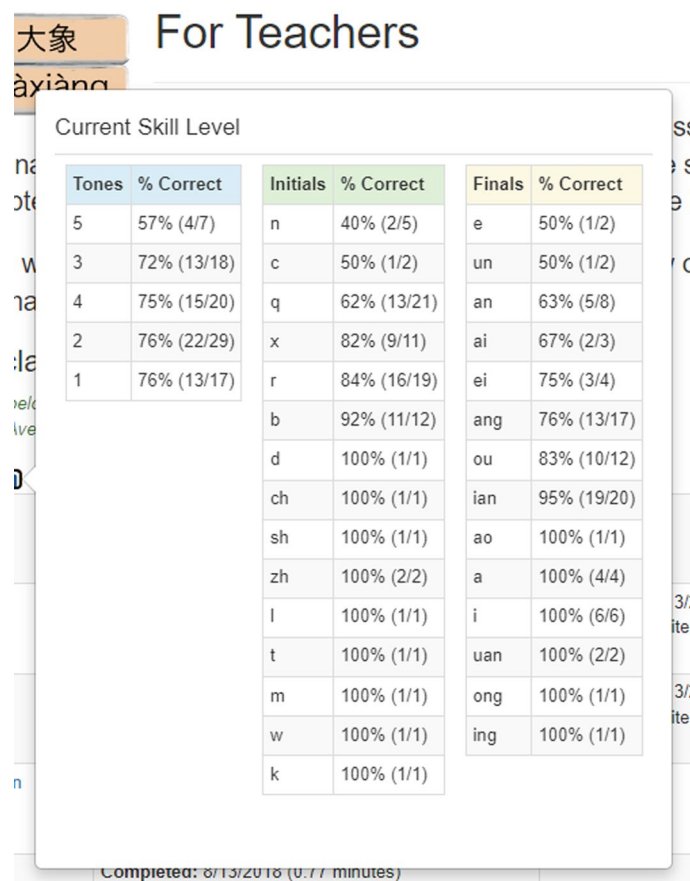 大象
For Teachers
àxiàng
Current Skill Level
Tones % Correct
5 57% (4/7)
3 72% (13/18)
4 75% (15/20)
2 76% (22/29)
1 76% (13/17)
Initials % Correct
n 40% (2/5)
c 50% (1/2)
q 62% (13/21)
x 82% (9/11)
r 84% (16/19)
b 92% (11/12)
d 100% (1/1)
ch 100% (1/1)
sh 100% (1/1)
zh 100% (2/2)
l 100% (1/1)
t 100% (1/1)
m 100% (1/1)
w 100% (1/1)
k 100% (1/1)
Finals % Correct
e 50% (1/2)
un 50% (1/2)
an 63% (5/8)
ai 67% (2/3)
ei 75% (3/4)
ang 76% (13/17)
ou 83% (10/12)
ian 95% (19/20)
ao 100% (1/1)
a 100% (4/4)
i 100% (6/6)
uan 100% (2/2)
ong 100% (1/1)
ing 100% (1/1)
Completed: 8/13/2018 (0.77 minutes)